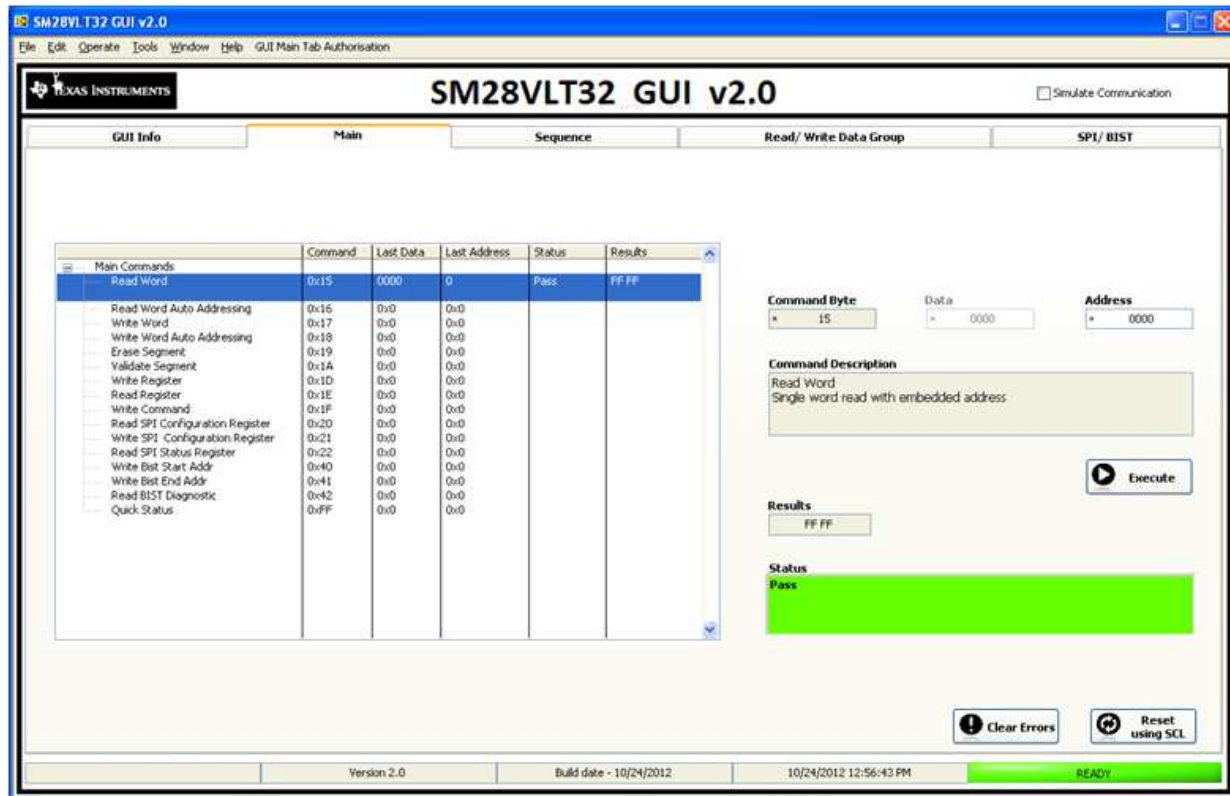 SM28VLT32 GUI v2.0
File Edit Operate Tools Window Help GUI Main Tab Authorisation
TEXAS INSTRUMENTS
SM28VLT32 GUI v2.0
Simulate Communication
GUI Info Main Sequence Read/ Write Data Group SPI/ BIST
Command Last Data Last Address Status Results
Main Commands
Read Word 0x15 0000 0 Pass FF FF
Read Word Auto Addressing 0x16 0x0 0x0
Write Word 0x17 0x0 0x0
Write Word Auto Addressing 0x18 0x0 0x0
Erase Segment 0x19 0x0 0x0
Validate Segment 0x1A 0x0 0x0
Write Register 0x1D 0x0 0x0
Read Register 0x1E 0x0 0x0
Write Command 0x1F 0x0 0x0
Read SPI Configuration Register 0x20 0x0 0x0
Write SPI Configuration Register 0x21 0x0 0x0
Read SPI Status Register 0x22 0x0 0x0
Write Bist Start Addr 0x40 0x0 0x0
Write Bist End Addr 0x41 0x0 0x0
Read BIST Diagnostic 0x42 0x0 0x0
Quick Status 0xFF 0x0 0x0
Command Byte Data Address
x 15 x 0000 x 0000
Command Description
Read Word
Single word read with embedded address
Execute
Results
FF FF
Status
Pass
Clear Errors
Reset
using SCL
Version 2.0 Build date - 10/24/2012 10/24/2012 12:56:43 PM READY